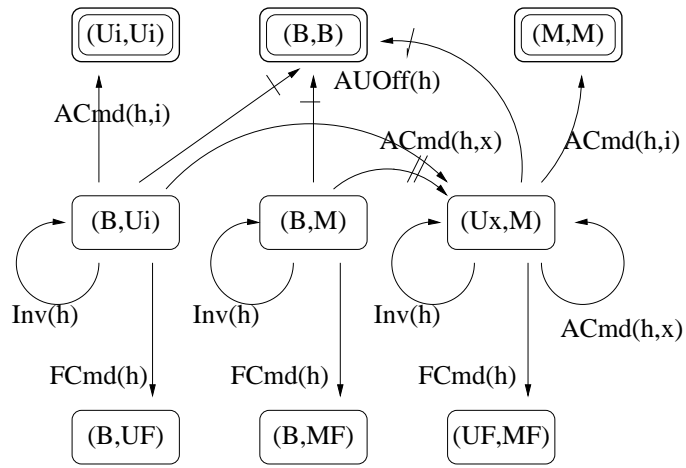 (Ui,Ui) (B,B) (M,M)
AUOff(h)
ACmd(h,i) ACmd(h,x) ACmd(h,i)
(B,Ui) (B,M) (Ux,M)
Inv(h) Inv(h) Inv(h) ACmd(h,x)
FCmd(h) FCmd(h) FCmd(h)
(B,UF) (B,MF) (UF,MF)